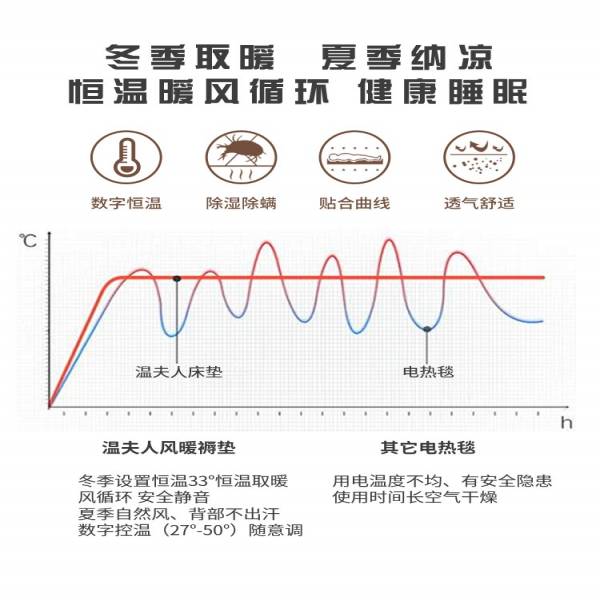 冬季取暖 夏季纳凉
恒温暖风循环 健康睡眠
数字恒温 除湿除螨 贴合曲线 透气舒适
℃
温夫人床垫 电热毯
h
温夫人风暖褥垫 其它电热毯
冬季设置恒温33°恒温取暖
风循环 安全静音
夏季自然风、背部不出汗
数字控温（27°-50°）随意调
用电温度不均、有安全隐患
使用时间长空气干燥